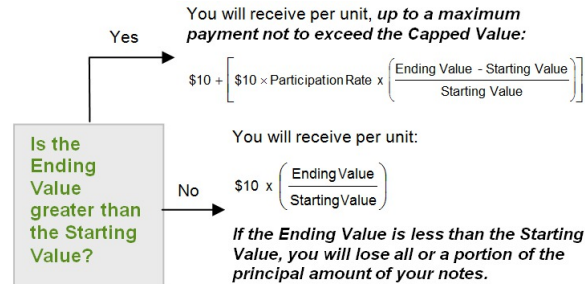 You will receive per unit, up to a maximum
payment not to exceed the Capped Value:
Yes
$10 + [ $10 × Participation Rate x ( Ending Value - Starting Value / Starting Value ) ]
Is the
Ending
Value
greater than
the Starting
Value?
You will receive per unit:
No
$10 x ( Ending Value / Starting Value )
If the Ending Value is less than the Starting
Value, you will lose all or a portion of the
principal amount of your notes.